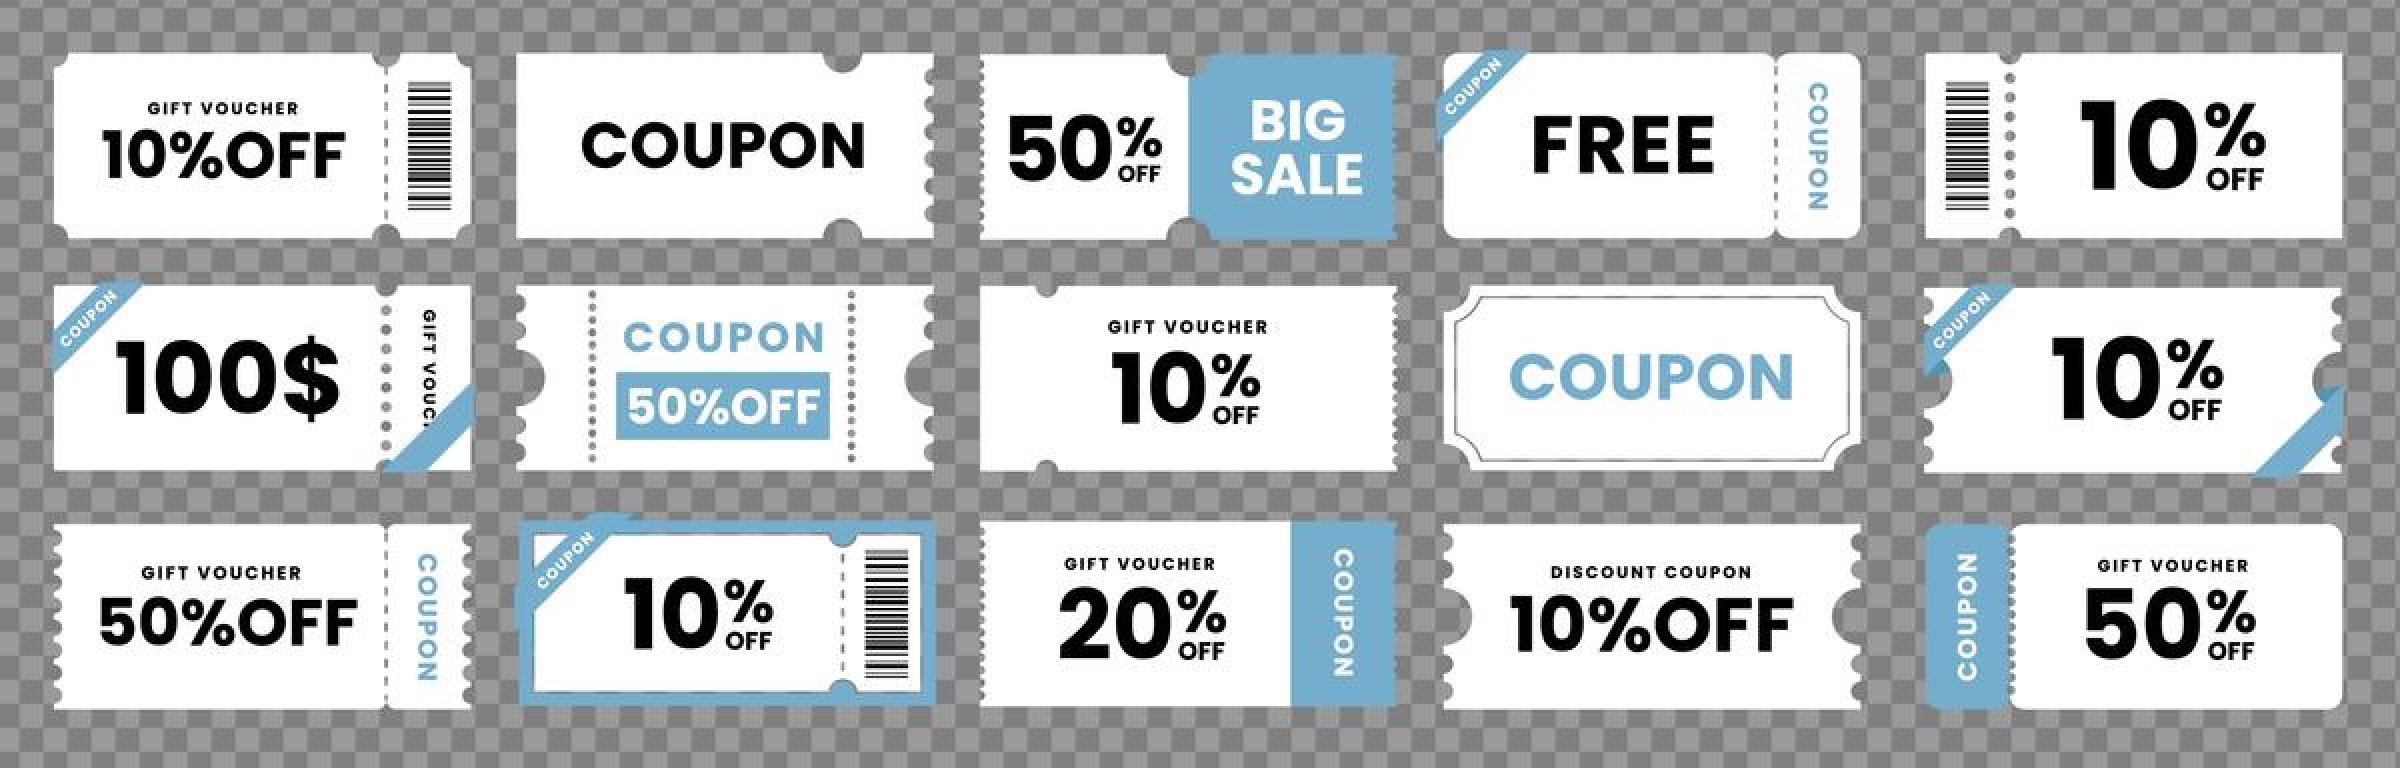 GIFT VOUCHER
10%OFF
COUPON
50%
OFF
BIG
SALE
COUPON
FREE
COUPON
10%
OFF
COUPON
100$
GIFT VOUC
COUPON
50%OFF
GIFT VOUCHER
10%
OFF
COUPON
COUPON
10%
OFF
GIFT VOUCHER
50%OFF
COUPON
COUPON
10%
OFF
GIFT VOUCHER
20%
OFF
COUPON
DISCOUNT COUPON
10%OFF
COUPON
GIFT VOUCHER
50%
OFF